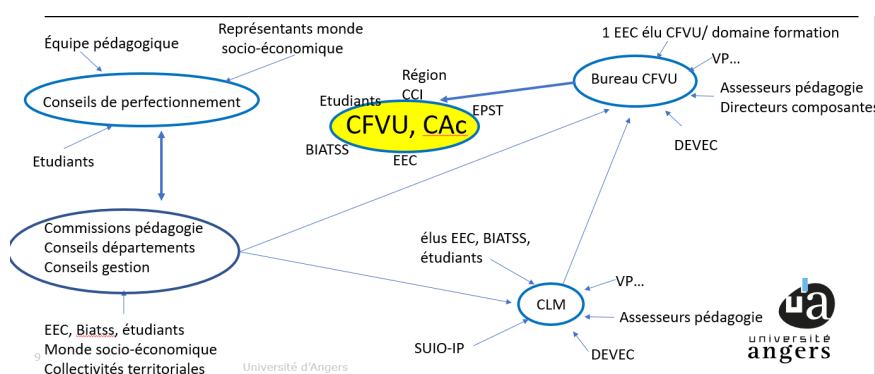 Équipe pédagogique
Représentants monde
socio-économique
Conseils de perfectionnement
Etudiants
Commissions pédagogie
Conseils départements
Conseils gestion
EEC, Biatss, étudiants
Monde socio-économique
Collectivités territoriales
9
Université d'Angers
Région
CCI
Etudiants
EPST
CFVU, CAc
BIATSS
EEC
1 EEC élu CFVU/ domaine formation
VP...
Bureau CFVU
Assesseurs pédagogie
Directeurs composantes
DEVEC
élus EEC, BIATSS,
étudiants
VP...
CLM
Assesseurs pédagogie
SUIO-IP
DEVEC
ua
université
angers